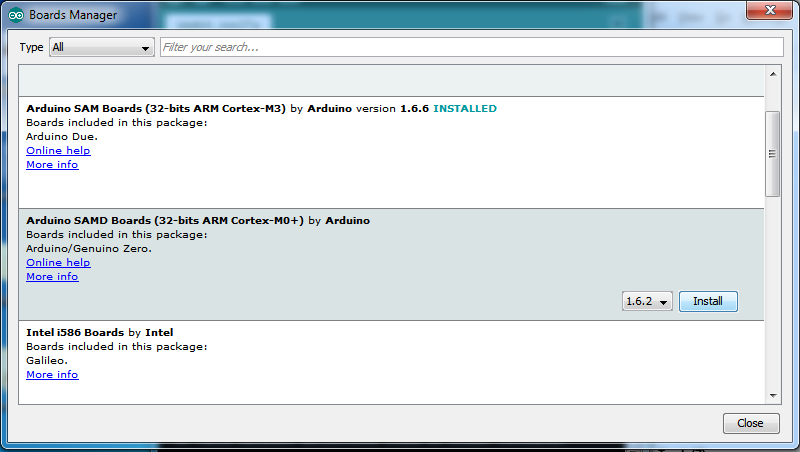 Boards Manager
Type All Filter your search...
Arduino SAM Boards (32-bits ARM Cortex-M3) by Arduino version 1.6.6 INSTALLED
Boards included in this package:
Arduino Due.
Online help
More info
Arduino SAMD Boards (32-bits ARM Cortex-M0+) by Arduino
Boards included in this package:
Arduino/Genuino Zero.
Online help
More info
1.6.2 Install
Intel i586 Boards by Intel
Boards included in this package:
Galileo.
More info
Close